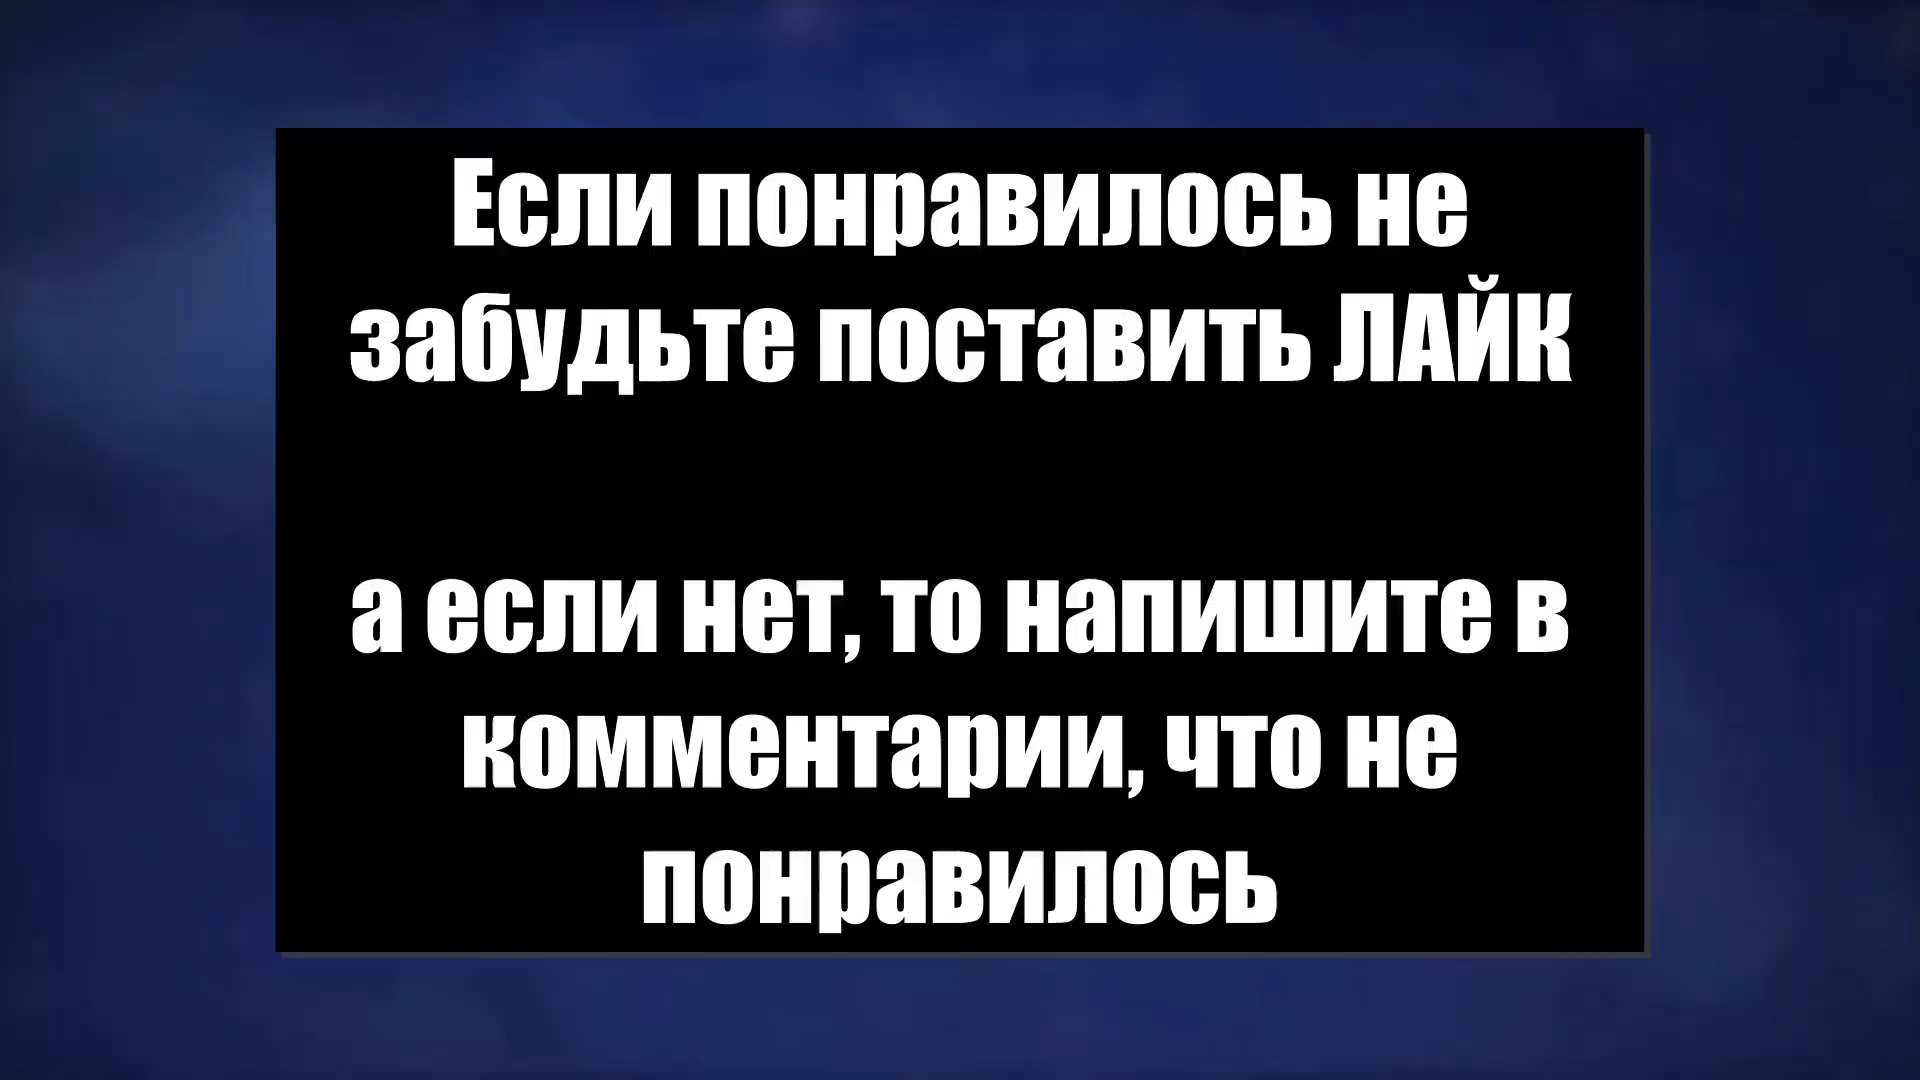 Если понравилось не
забудьте поставить ЛАЙК
а если нет, то напишите в
комментарии, что не
понравилось